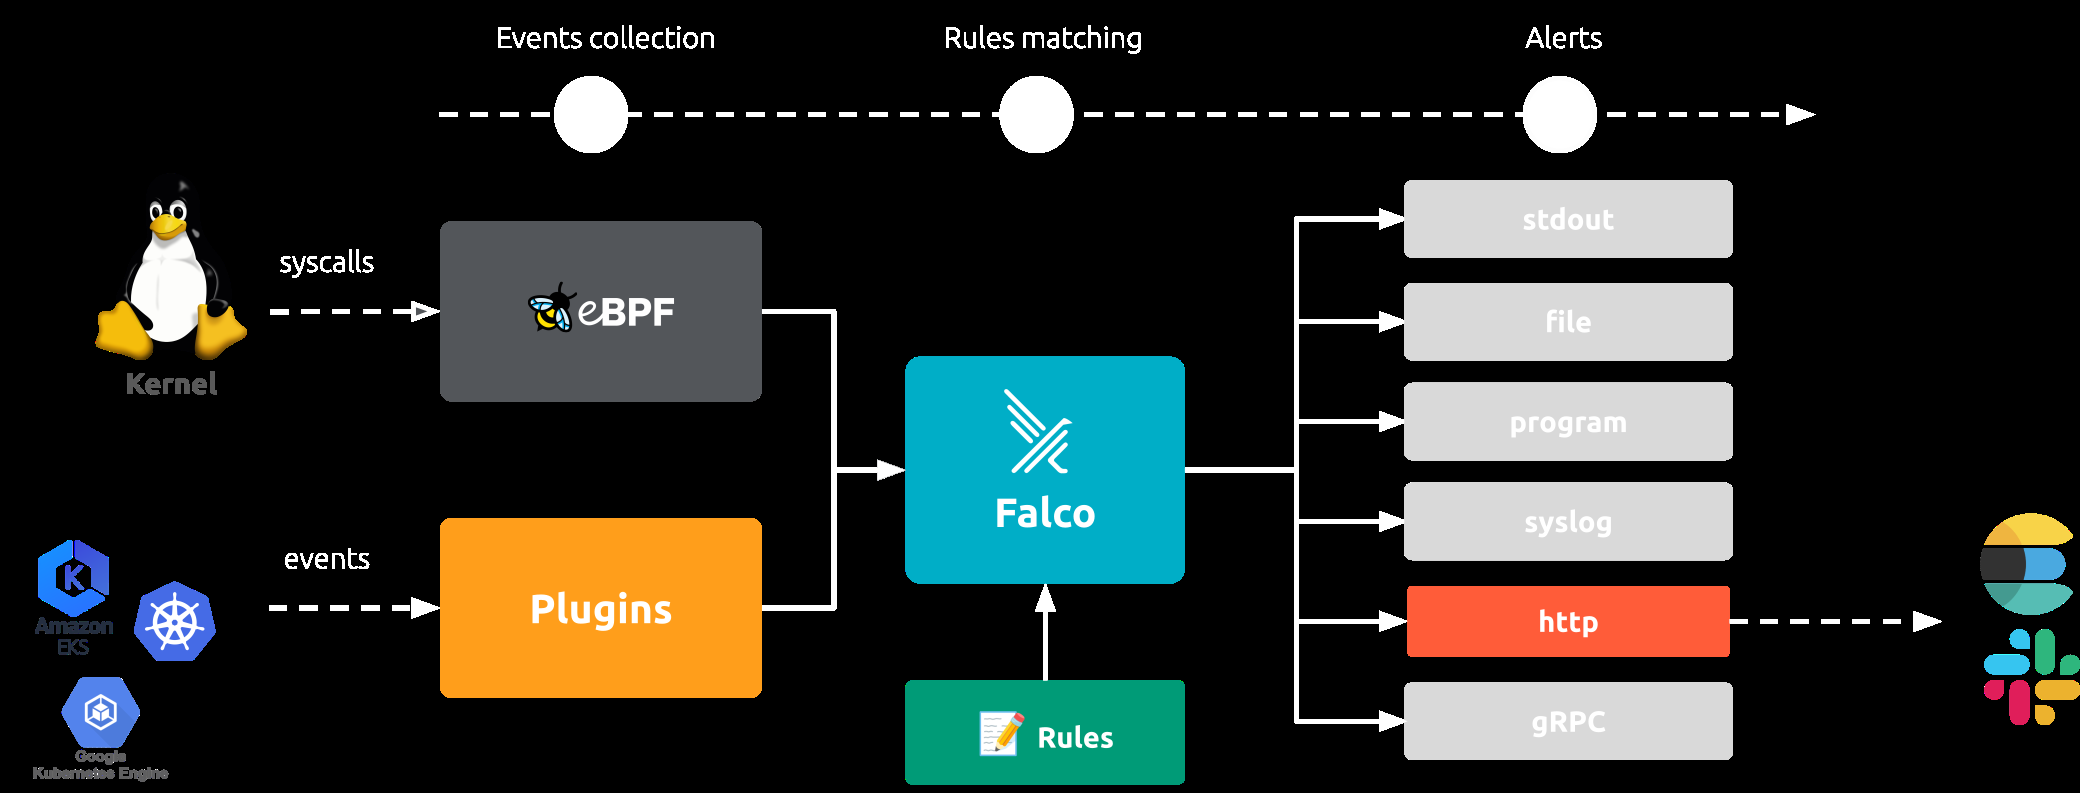 Events collection
Rules matching
Alerts
syscalls
Kernel
eBPF
events
Amazon
EKS
Google
Kubernetes Engine
Plugins
Falco
Rules
stdout
file
program
syslog
http
gRPC